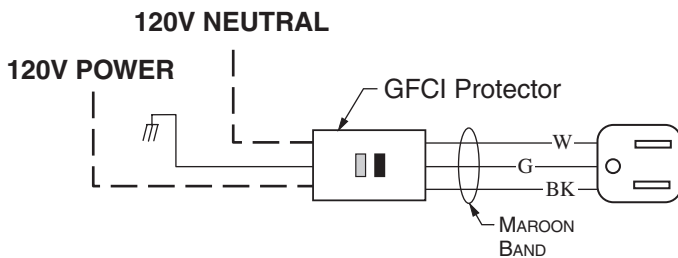 120V NEUTRAL
120V POWER
GFCI Protector
W
G
BK
MAROON
BAND